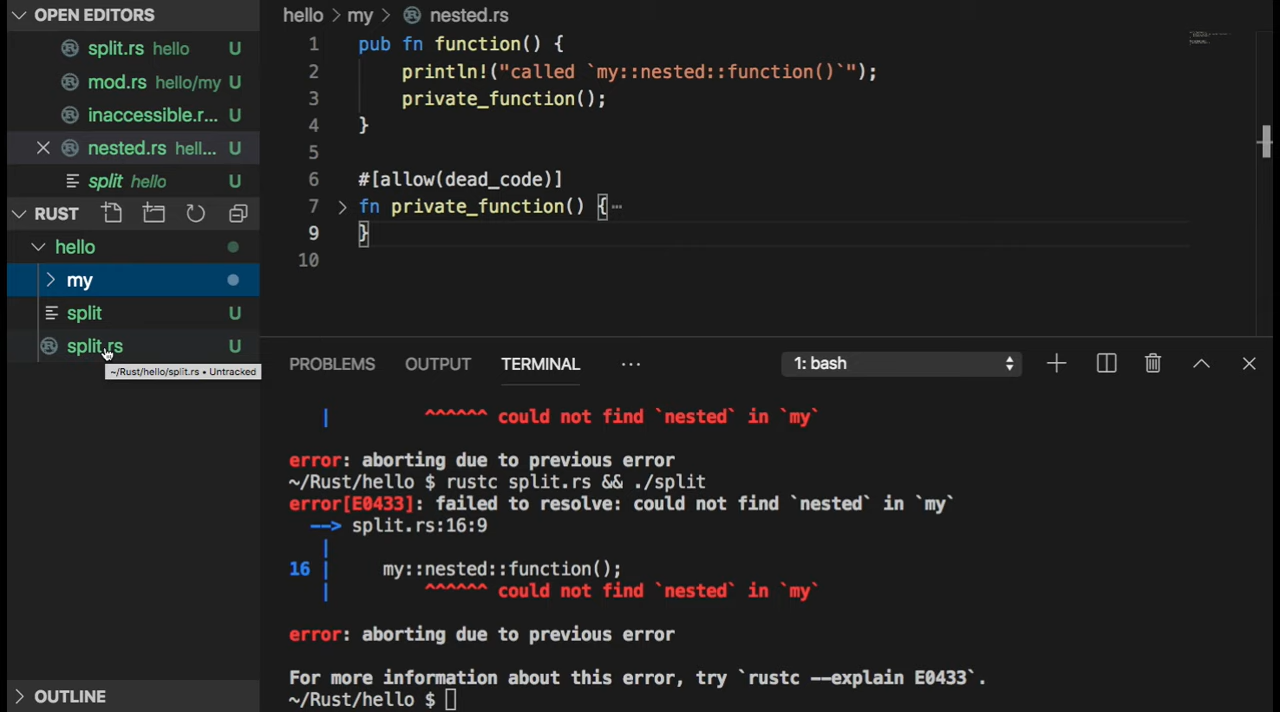 OPEN EDITORS
split.rs hello U
mod.rs hello/my U
inaccessible.r... U
nested.rs hell... U
split hello U
RUST
hello
my
split U
split.rs U
~/Rust/hello/split.rs • Untracked
OUTLINE
hello > my > nested.rs
1 pub fn function() {
2 println!("called `my::nested::function()`");
3 private_function();
4 }
5
6 #[allow(dead_code)]
7 fn private_function() {⋯
9 }
10
PROBLEMS OUTPUT TERMINAL ⋯ 1: bash
| ^^^^^^ could not find `nested` in `my`
error: aborting due to previous error
~/Rust/hello $ rustc split.rs && ./split
error[E0433]: failed to resolve: could not find `nested` in `my`
--> split.rs:16:9
|
16 | my::nested::function();
| ^^^^^^ could not find `nested` in `my`
error: aborting due to previous error
For more information about this error, try `rustc --explain E0433`.
~/Rust/hello $